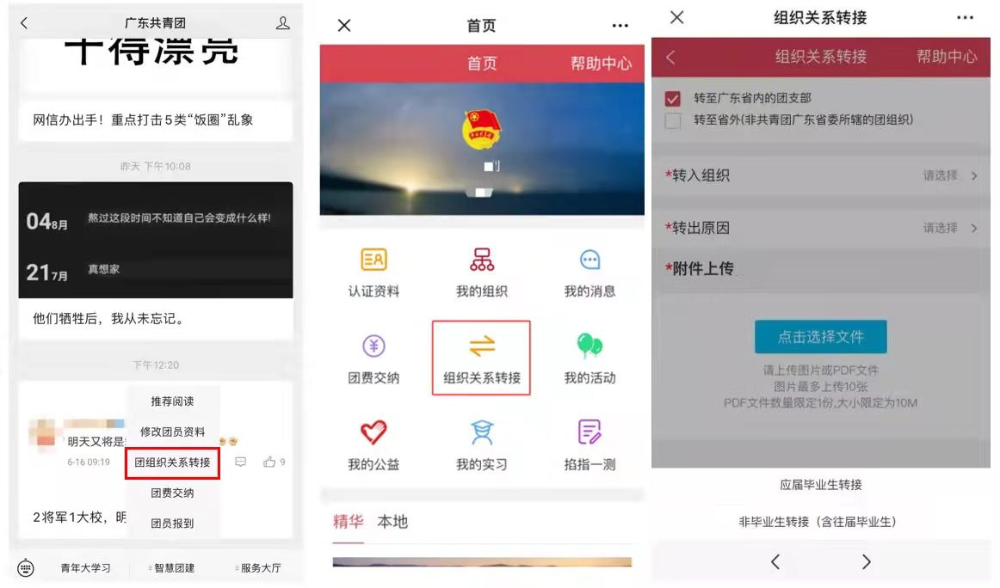 广东共青团
干得漂亮
网信办出手！重点打击5类“饭圈”乱象
昨天 下午10:08
04 8月
熬过这段时间不知道自己会变成什么样!
21 7月
真想家
他们牺牲后，我从未忘记。
下午12:20
推荐阅读
修改团员资料
明天又将是
6-16 09:19
团组织关系转接
9
团费交纳
2将军1大校，明
团员报到
青年大学习
智慧团建
服务大厅
首页
首页
帮助中心
认证资料
我的组织
我的消息
团费交纳
组织关系转接
我的活动
我的公益
我的实习
掐指一测
精华 本地
组织关系转接
组织关系转接
帮助中心
转至广东省内的团支部
转至省外(非共青团广东省委所辖的团组织)
*转入组织
请选择
*转出原因
请选择
*附件上传
点击选择文件
请上传图片或PDF文件
图片最多上传10张
PDF文件数量限定1份,大小限定为10M
应届毕业生转接
非毕业生转接（含往届毕业生）